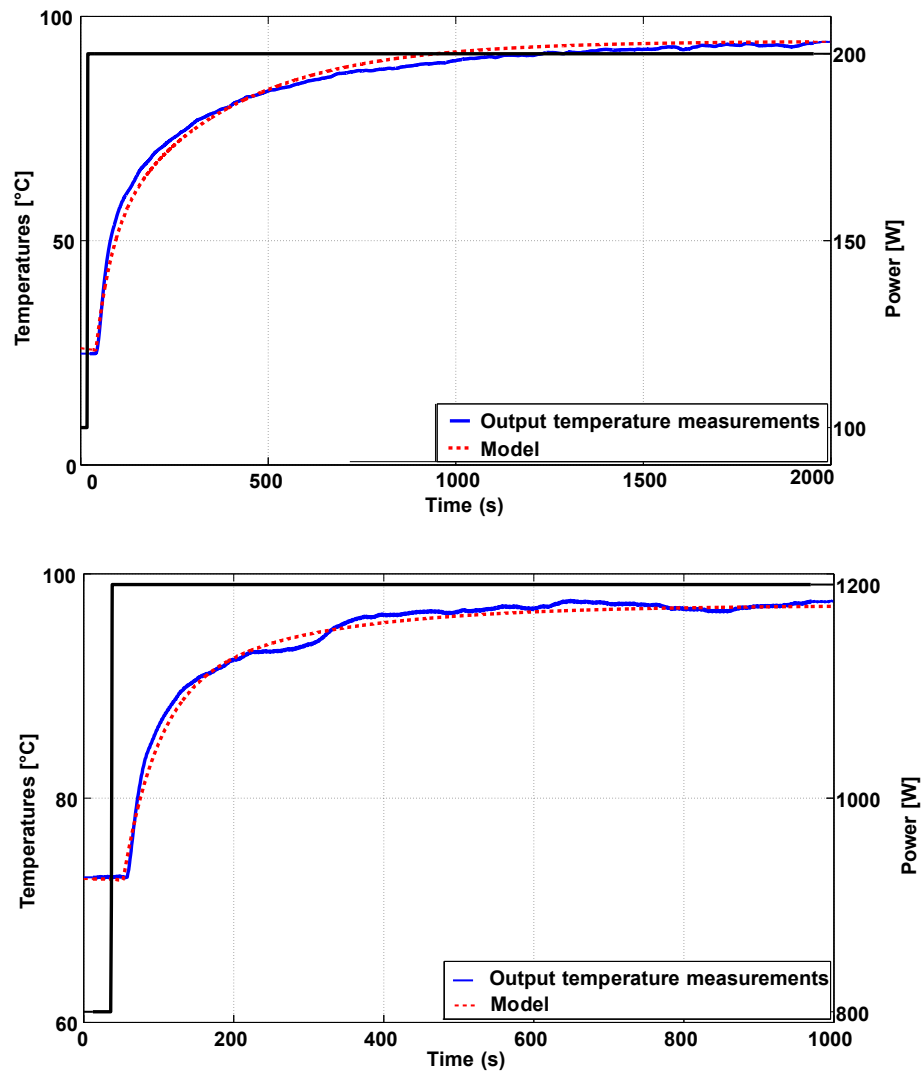 100
50
0
Temperatures [°C]
200
150
100
Power [W]
Output temperature measurements
Model
0 500 1000 1500 2000
Time (s)
100
80
60
Temperatures [°C]
1200
1000
800
Power [W]
Output temperature measurements
Model
0 200 400 600 800 1000
Time (s)